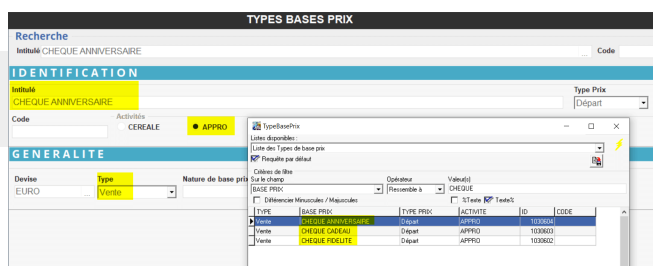 TYPES BASES PRIX
Recherche
Intitulé CHEQUE ANNIVERSAIRE ... Code
IDENTIFICATION
Intitulé Type Prix
CHEQUE ANNIVERSAIRE Départ
Code Activités
CEREALE APPRO
GENERALITE
Devise Type Nature de base prix
EURO ... Vente
TypeBasePrix
Listes disponibles :
Liste des Types de base prix
Requête par défaut
Critères de filtre
Sur le champ Opérateur Valeur(s)
BASE PRIX Ressemble à CHEQUE
Différencier Minuscules / Majuscules %Texte Texte%
TYPE BASE PRIX TYPE PRIX ACTIVITE ID CODE
Vente CHEQUE ANNIVERSAIRE Départ APPRO 1030604
Vente CHEQUE CADEAU Départ APPRO 1030603
Vente CHEQUE FIDELITE Départ APPRO 1030602